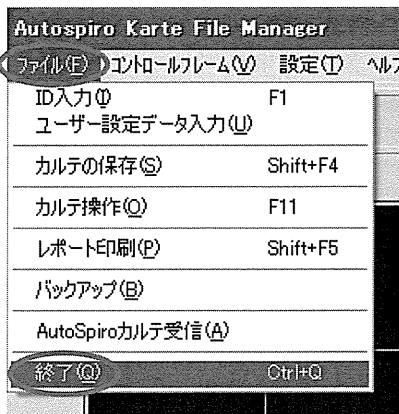 Autospiro Karte File Manager
ファイル(F) コントロールフレーム(V) 設定(T)
ID入力(I) F1
ユーザー設定データ入力(U)
カルテの保存(S) Shift+F4
カルテ操作(O) F11
レポート印刷(P) Shift+F5
バックアップ(B)
AutoSpiroカルテ受信(A)
終了(Q) Ctrl+Q